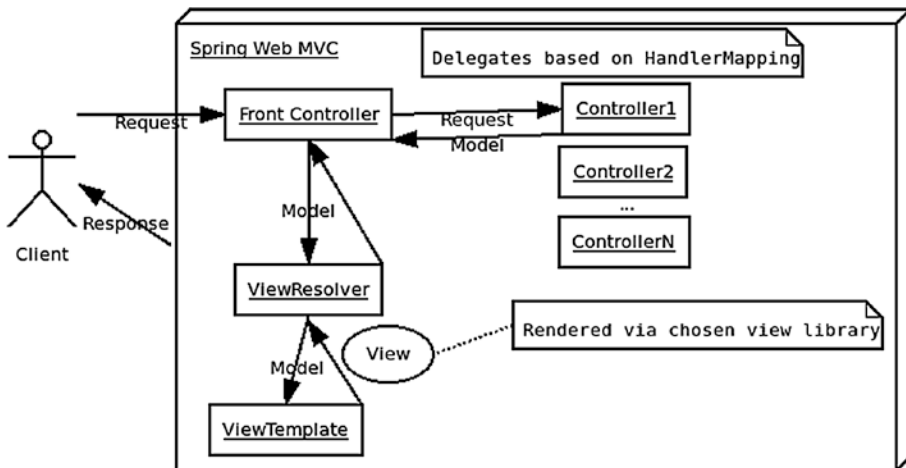 Spring Web MVC
Delegates based on HandlerMapping
Request
Front Controller
Request
Model
Controller1
Controller2
...
ControllerN
Client
Response
Model
ViewResolver
View
Rendered via chosen view library
Model
ViewTemplate